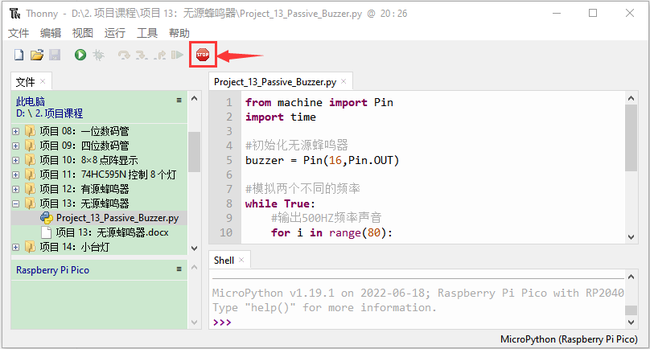 Thonny - D:\2. 项目课程\项目 13：无源蜂鸣器\Project_13_Passive_Buzzer.py @ 20 : 26
文件 编辑 视图 运行 工具 帮助
STOP
文件
此电脑
D: \ 2. 项目课程
项目 08：一位数码管
项目 09：四位数码管
项目 10：8×8 点阵显示
项目 11：74HC595N 控制 8 个灯
项目 12：有源蜂鸣器
项目 13：无源蜂鸣器
Project_13_Passive_Buzzer.py
项目 13：无源蜂鸣器.docx
项目 14：小台灯
Raspberry Pi Pico
Project_13_Passive_Buzzer.py
1 from machine import Pin
2 import time
3
4 #初始化无源蜂鸣器
5 buzzer = Pin(16,Pin.OUT)
6
7 #模拟两个不同的频率
8 while True:
9 #输出500HZ频率声音
10 for i in range(80):
Shell
MicroPython v1.19.1 on 2022-06-18; Raspberry Pi Pico with RP2040
Type "help()" for more information.
>>>
MicroPython (Raspberry Pi Pico)